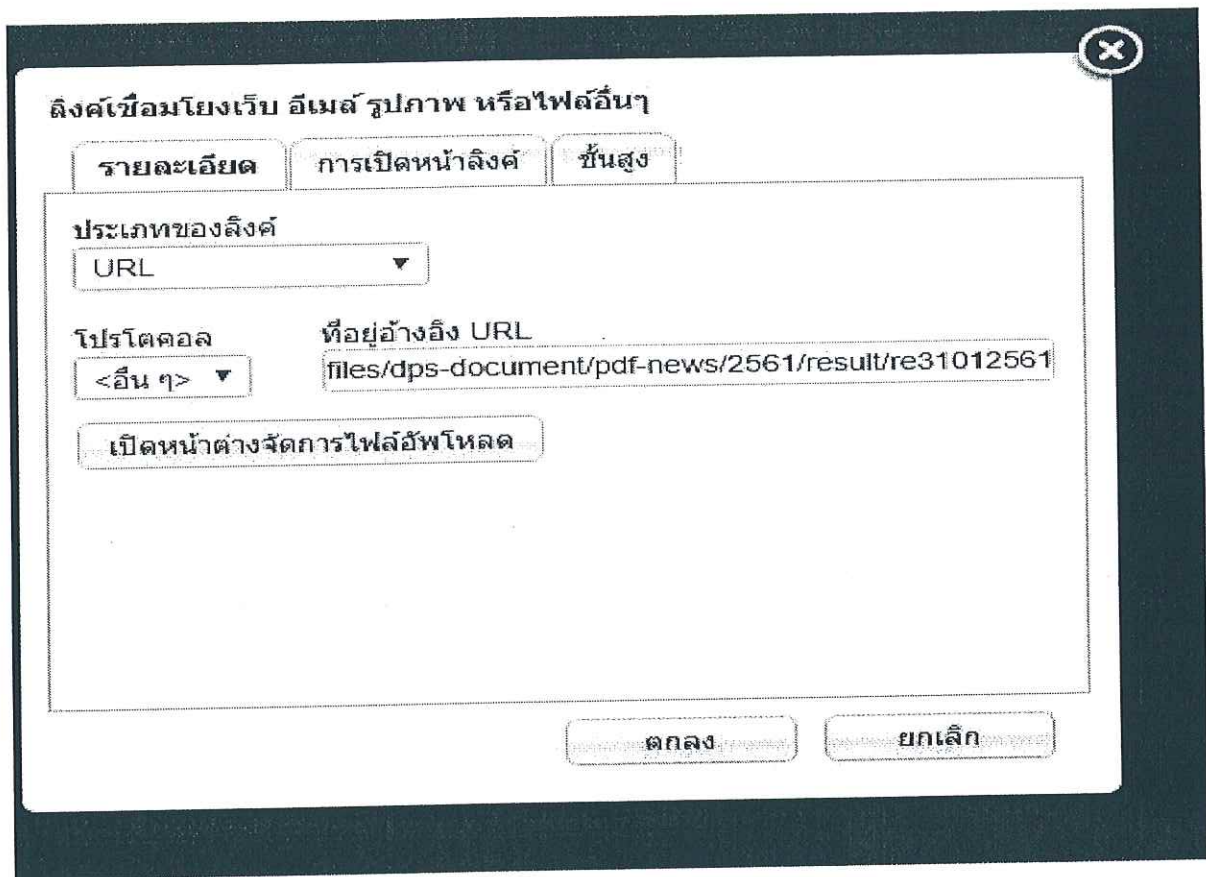 ลิงค์เชื่อมโยงเว็บ อีเมล์ รูปภาพ หรือไฟล์อื่นๆ
รายละเอียด การเปิดหน้าลิงค์ ขั้นสูง
ประเภทของลิงค์
URL
โปรโตคอล ที่อยู่อ้างอิง URL
<อื่น ๆ> files/dps-document/pdf-news/2561/result/re31012561
เปิดหน้าต่างจัดการไฟล์อัพโหลด
ตกลง ยกเลิก